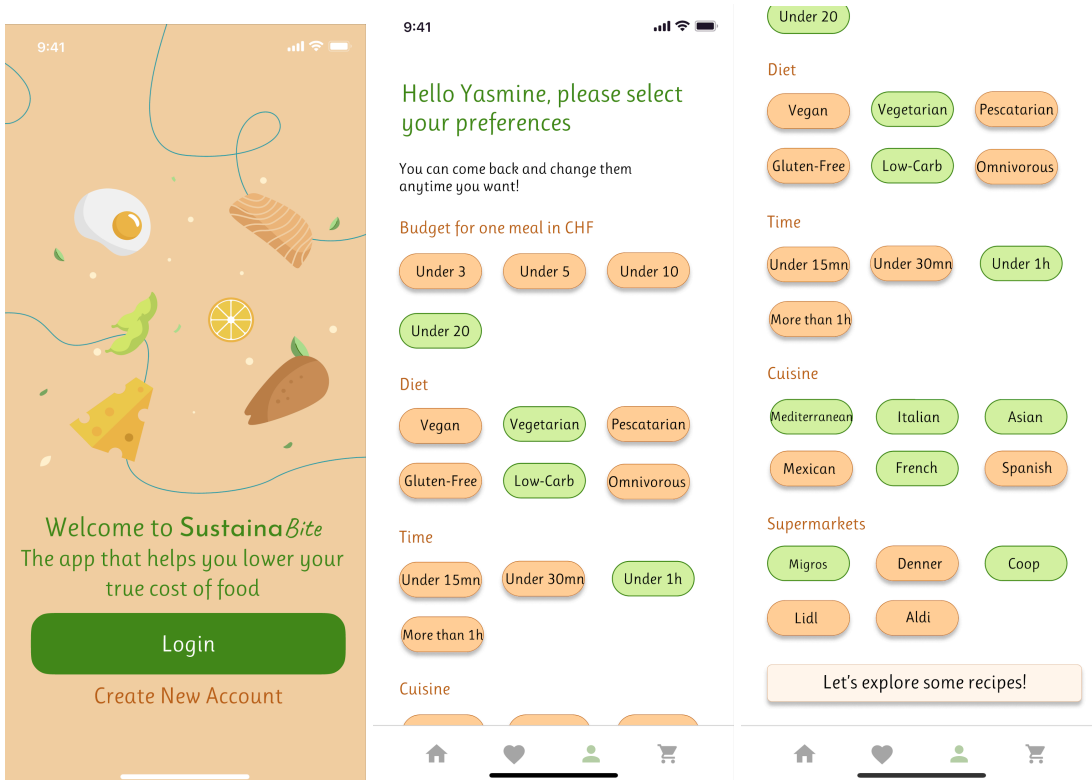 9:41
Welcome to SustainaBite
The app that helps you lower your
true cost of food
Login
Create New Account
9:41
Hello Yasmine, please select
your preferences
You can come back and change them
anytime you want!
Budget for one meal in CHF
Under 3 Under 5 Under 10
Under 20
Diet
Vegan Vegetarian Pescatarian
Gluten-Free Low-Carb Omnivorous
Time
Under 15mn Under 30mn Under 1h
More than 1h
Cuisine
Under 20
Diet
Vegan Vegetarian Pescatarian
Gluten-Free Low-Carb Omnivorous
Time
Under 15mn Under 30mn Under 1h
More than 1h
Cuisine
Mediterranean Italian Asian
Mexican French Spanish
Supermarkets
Migros Denner Coop
Lidl Aldi
Let's explore some recipes!